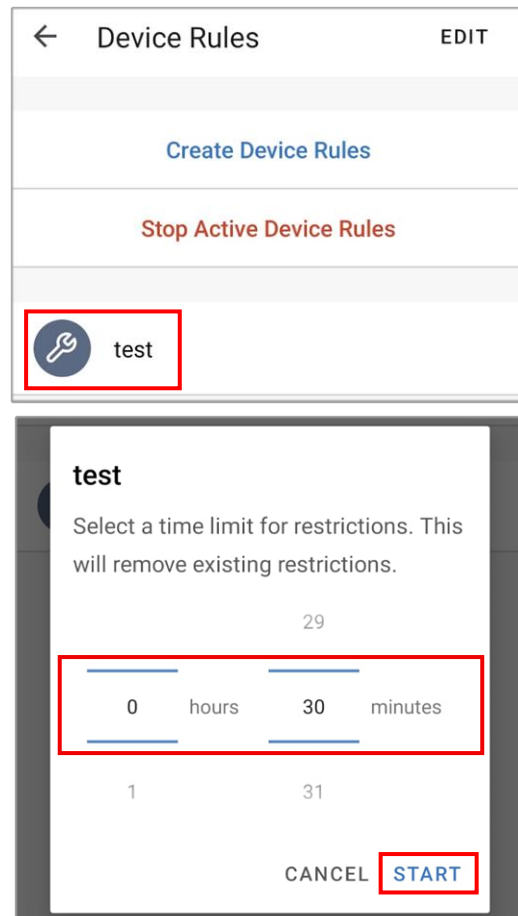 Device Rules EDIT
Create Device Rules
Stop Active Device Rules
test
test
Select a time limit for restrictions. This
will remove existing restrictions.
29
0 hours 30 minutes
1 31
CANCEL START